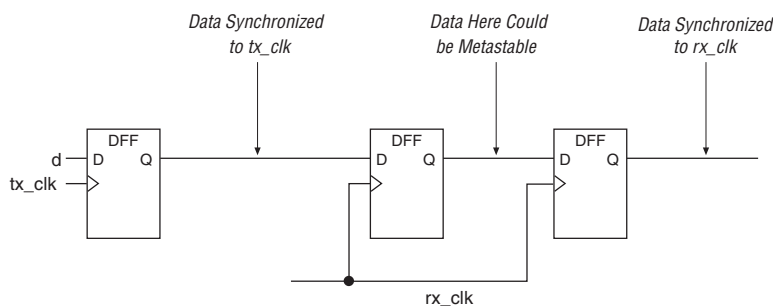 Data Synchronized
to tx_clk
Data Here Could
be Metastable
Data Synchronized
to rx_clk
DFF
DFF
DFF
d
D
Q
D
Q
D
Q
tx_clk
rx_clk